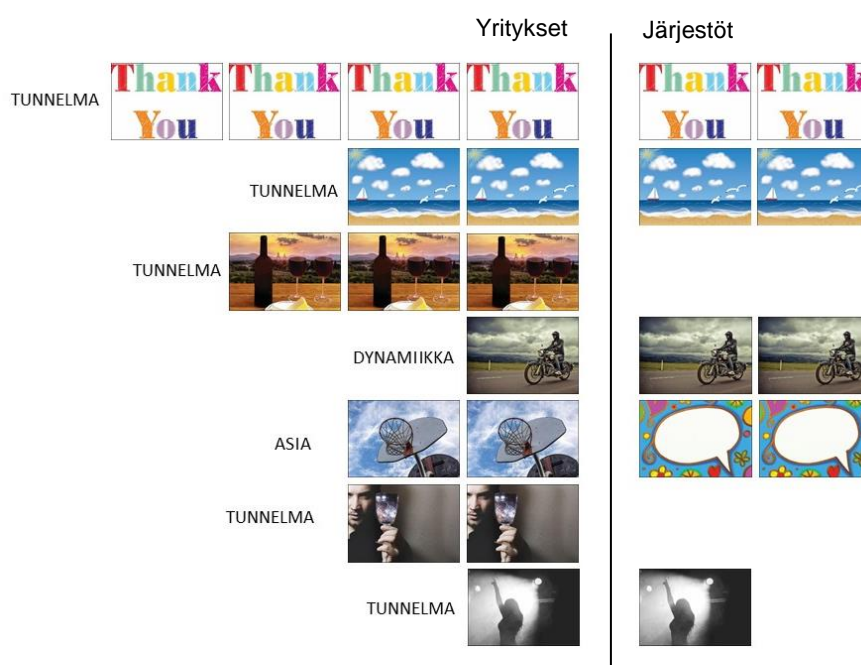 Yritykset Järjestöt
TUNNELMA
Thank Thank Thank Thank Thank Thank
You You You You You You
TUNNELMA
TUNNELMA
DYNAMIIKKA
ASIA
TUNNELMA
TUNNELMA